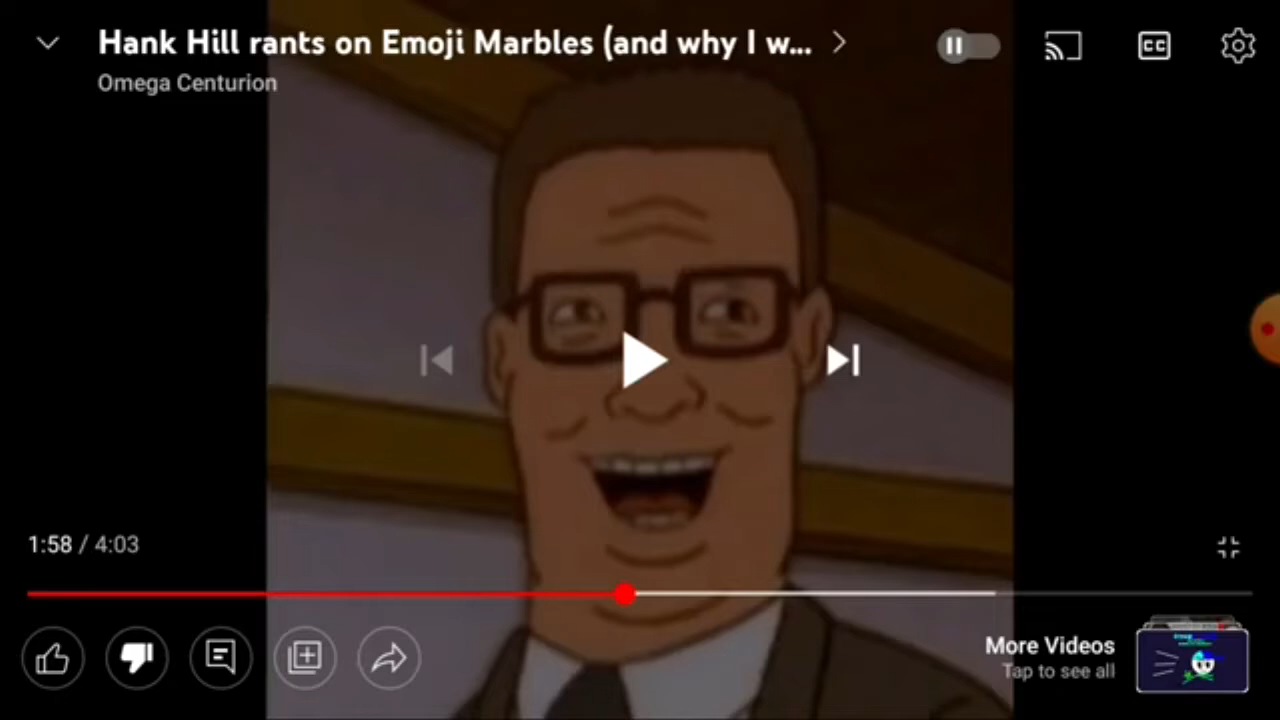 Hank Hill rants on Emoji Marbles (and why I w...
Omega Centurion
CC
1:58 / 4:03
More Videos
Tap to see all